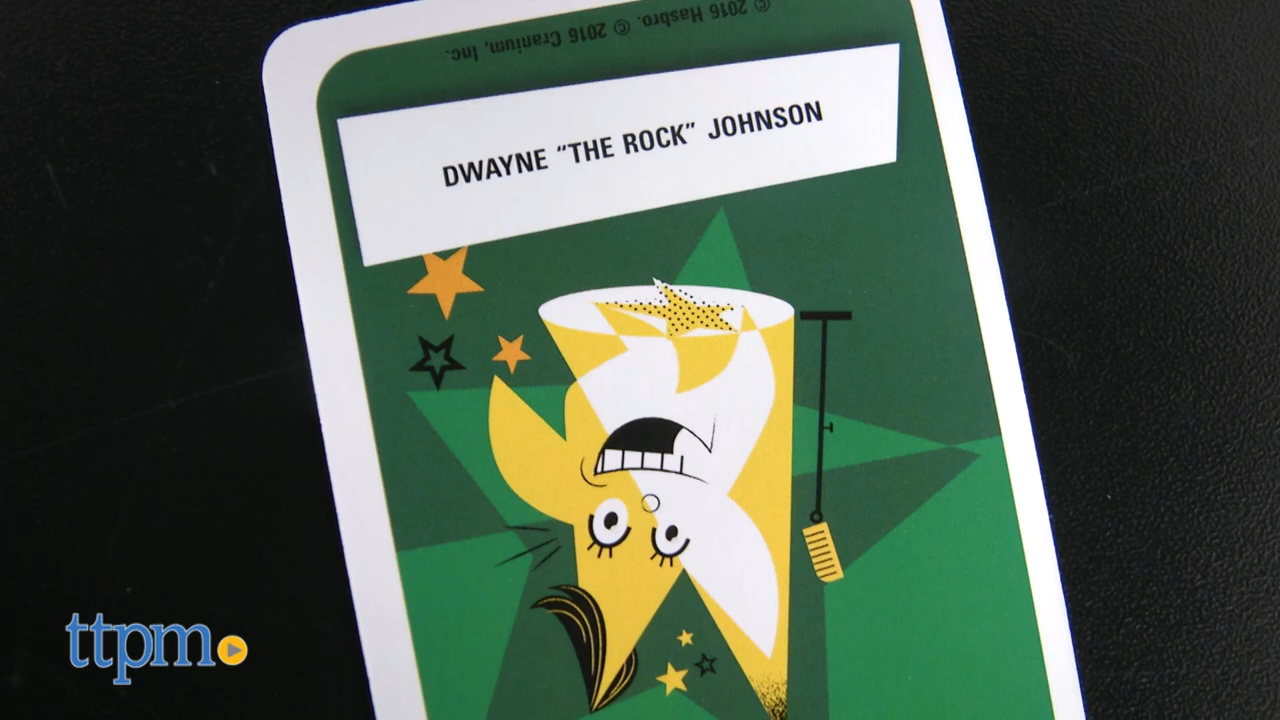 © 2016 Hasbro. © 2016 Cranium, Inc.
DWAYNE “THE ROCK” JOHNSON
ttpm